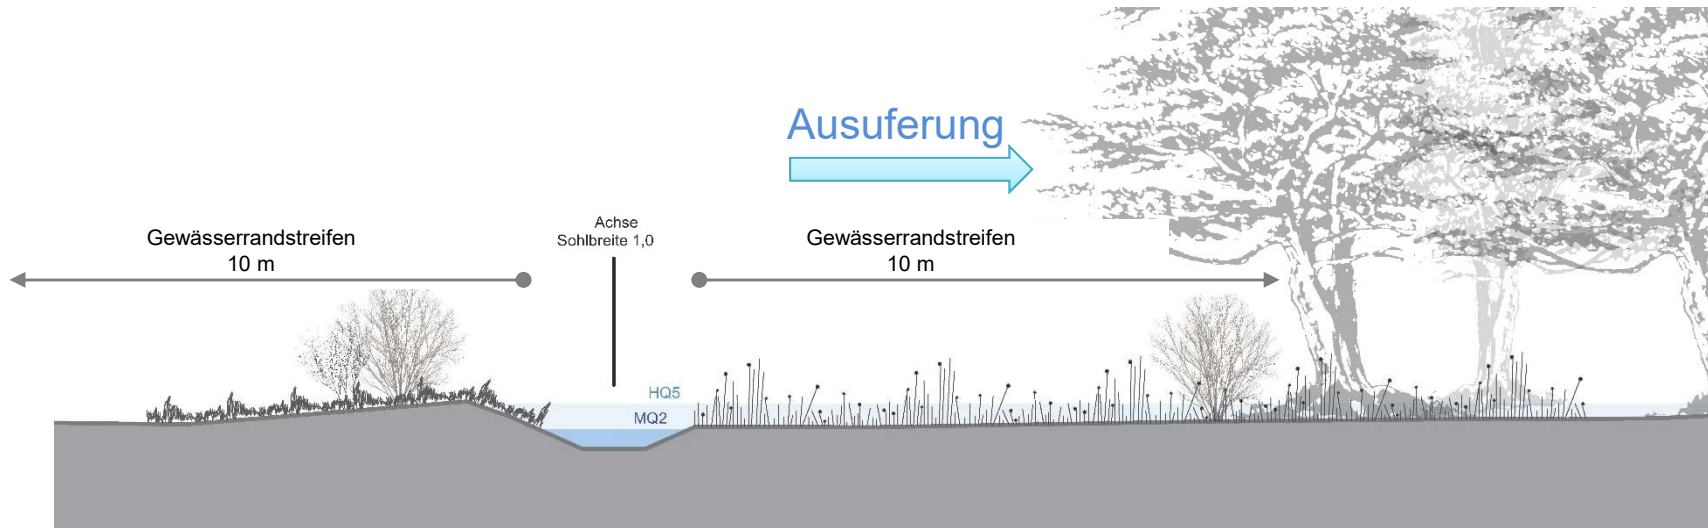 Ausuferung
Achse
Sohlbreite 1,0
Gewässerrandstreifen
10 m
Gewässerrandstreifen
10 m
HQ5
MQ2